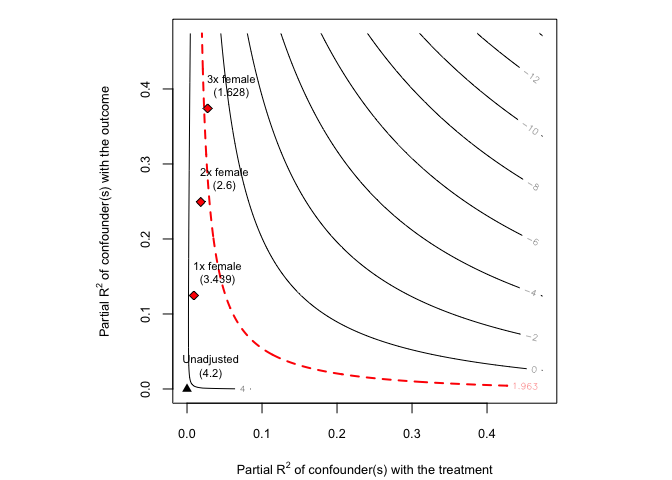 3x female
(1.628)
2x female
(2.6)
1x female
(3.439)
Unadjusted
(4.2)
-12
-10
-8
-6
-4
-2
0
1.963
4
0.4
0.3
0.2
0.1
0.0
0.0 0.1 0.2 0.3 0.4
Partial R² of confounder(s) with the outcome
Partial R² of confounder(s) with the treatment